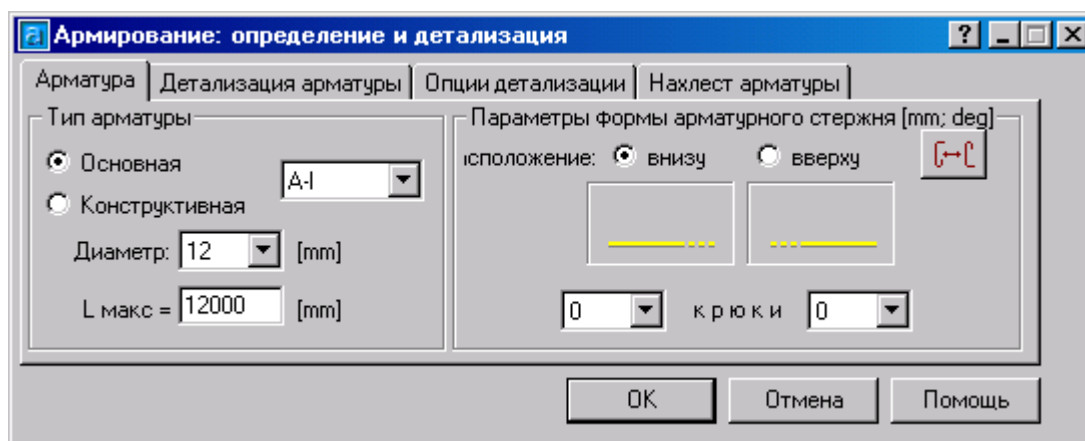 Армирование: определение и детализация
Арматура Детализация арматуры Опции детализации Нахлест арматуры
Тип арматуры
Основная
Конструктивная
A-I
Диаметр: 12 [mm]
L макс = 12000 [mm]
Параметры формы арматурного стержня [mm; deg]
сположение: внизу вверху
0 крюки 0
OK Отмена Помощь